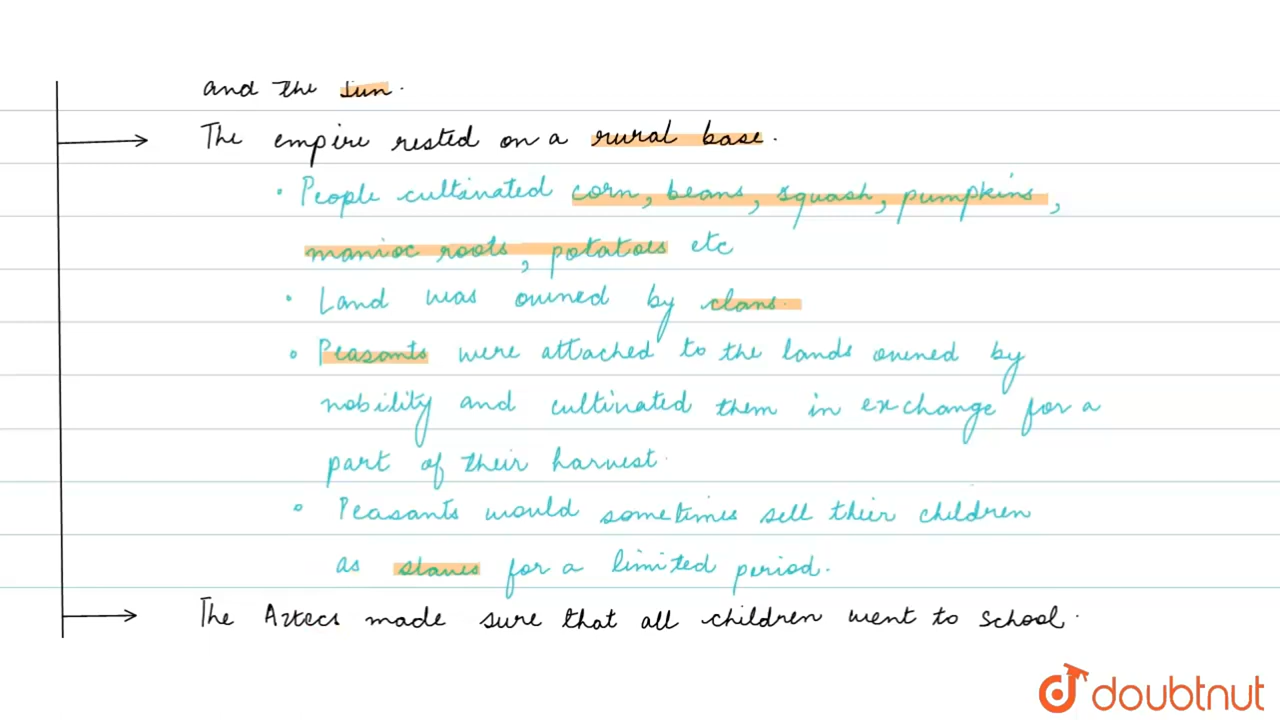 and the sun.
The empire rested on a rural base.
• People cultivated corn, beans, squash, pumpkins,
manioc roots, potatoes etc
• Land was owned by clans.
• Peasants were attached to the lands owned by
nobility and cultivated them in exchange for a
part of their harvest.
• Peasants would sometimes sell their children
as slaves for a limited period.
The Aztecs made sure that all children went to school.
doubtnut